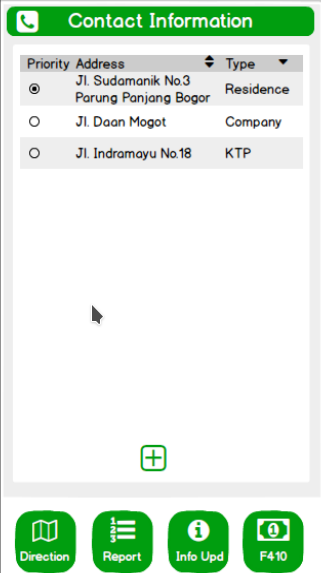 Contact Information
Priority Address Type
Jl. Sudamanik No.3
Parung Panjang Bogor
Residence
Jl. Daan Mogot Company
Jl. Indramayu No.18 KTP
Direction Report Info Upd F410